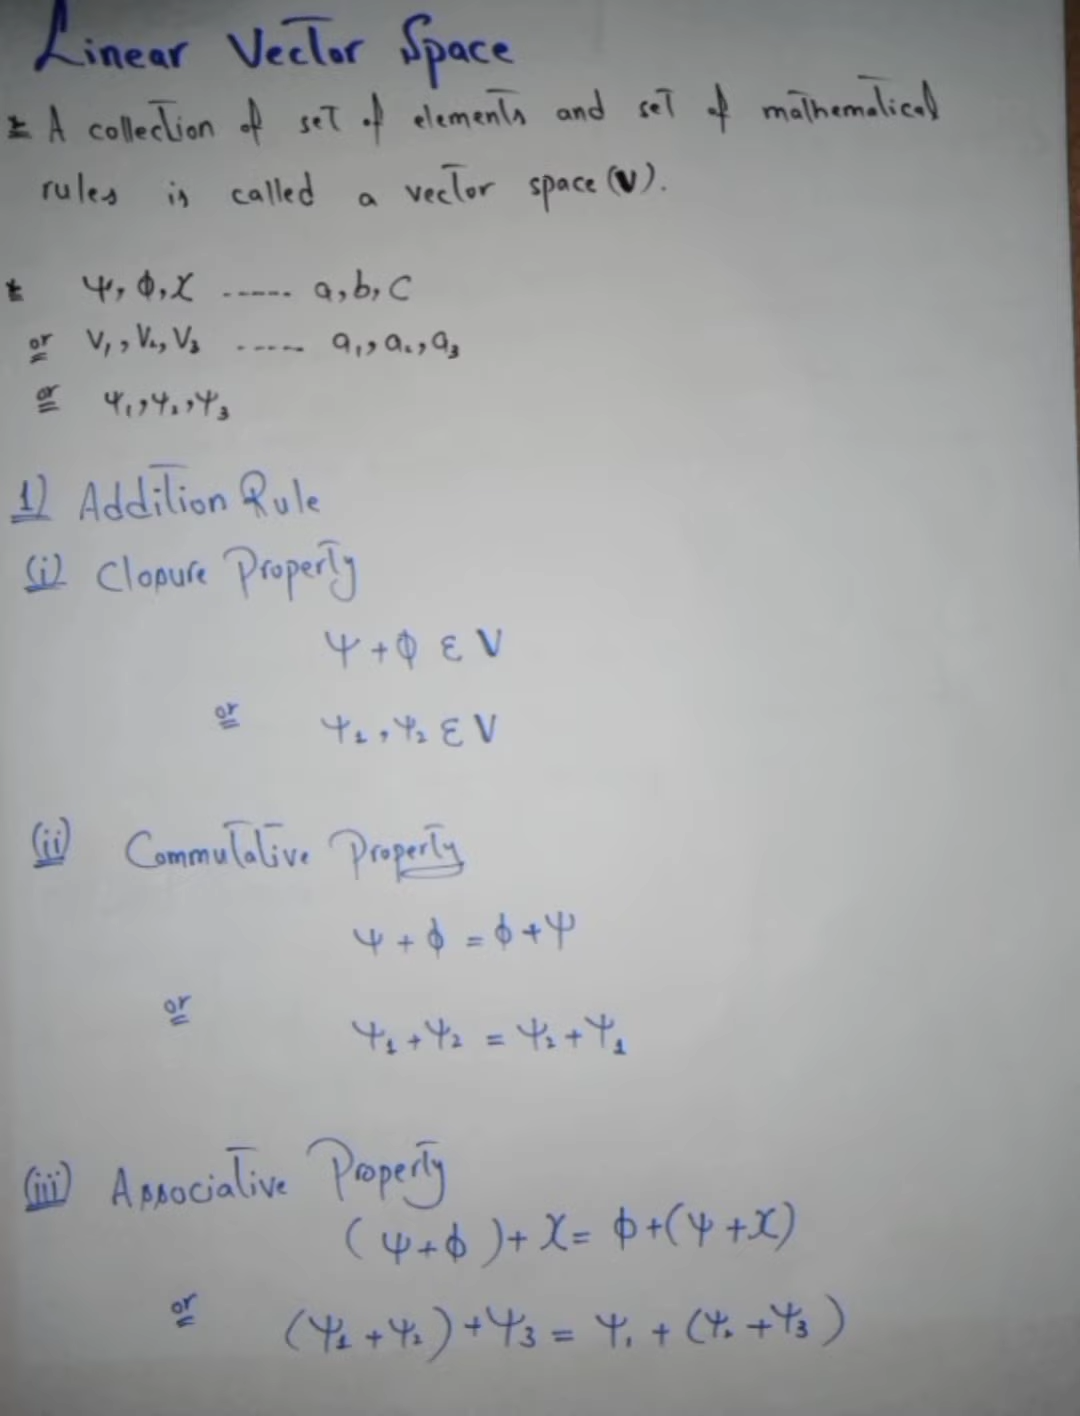 Linear Vector Space
* A collection of set of elements and set of mathematical
rules is called a vector space (V).
* Ψ, ϕ, χ ------ a, b, c
or V₁, V₂, V₃ ----- a₁, a₂, a₃
or Ψ₁, Ψ₂, Ψ₃
1) Addition Rule
(i) Closure Property
Ψ + ϕ ∈ V
or Ψ₁, Ψ₂ ∈ V
(ii) Commutative Property
Ψ + ϕ = ϕ + Ψ
or Ψ₁ + Ψ₂ = Ψ₂ + Ψ₁
(iii) Associative Property
(Ψ + ϕ) + χ = ϕ + (Ψ + χ)
or (Ψ₁ + Ψ₂) + Ψ₃ = Ψ₁ + (Ψ₂ + Ψ₃)